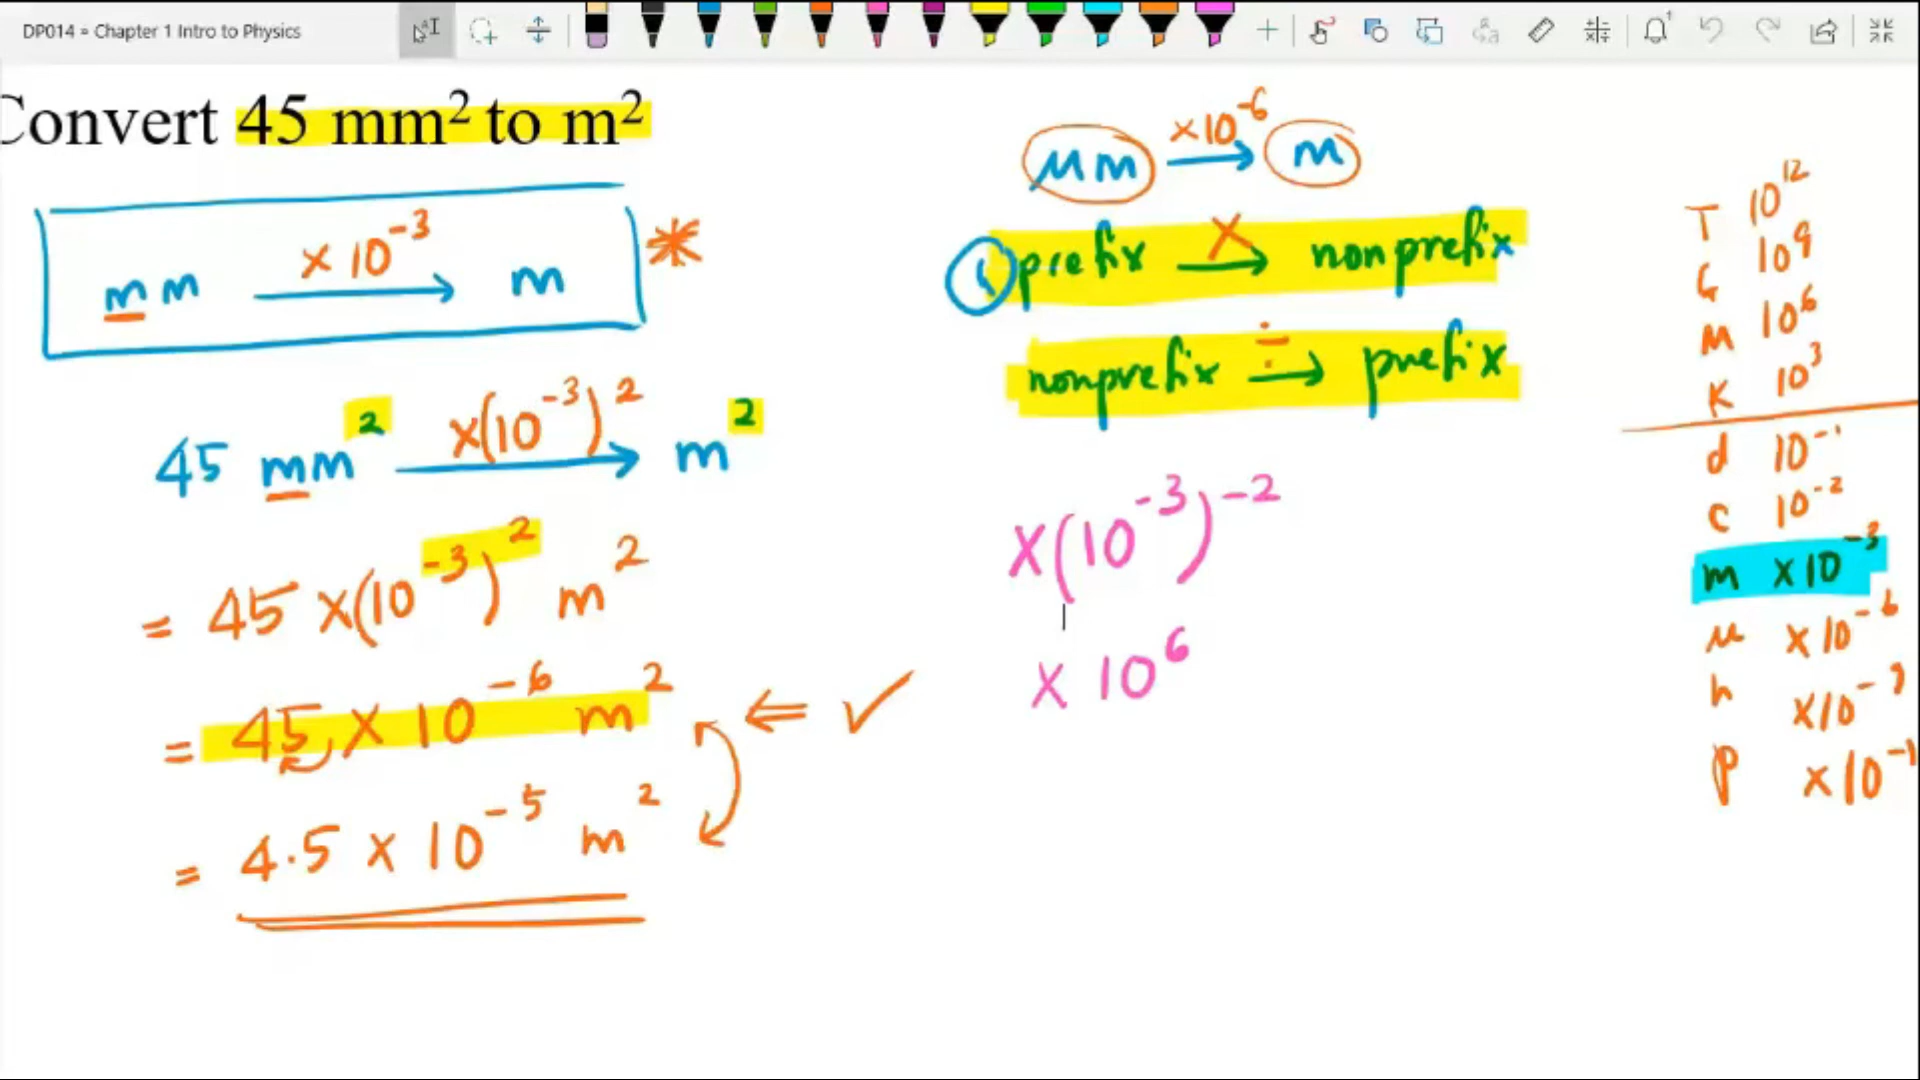 DP014 = Chapter 1 Intro to Physics
Convert 45 mm² to m²
mm ×10⁻³ → m *
45 mm² ×(10⁻³)² → m²
= 45 ×(10⁻³)² m²
= 45 × 10⁻⁶ m² ⇐ ✓
= 4.5 × 10⁻⁵ m²
μm ×10⁻⁶ → m
prefix × → nonprefix
nonprefix ÷ → prefix
×(10⁻³)⁻²
× 10⁶
T 10¹²
G 10⁹
M 10⁶
K 10³
d 10⁻¹
c 10⁻²
m ×10⁻³
μ ×10⁻⁶
n ×10⁻⁹
p ×10⁻¹